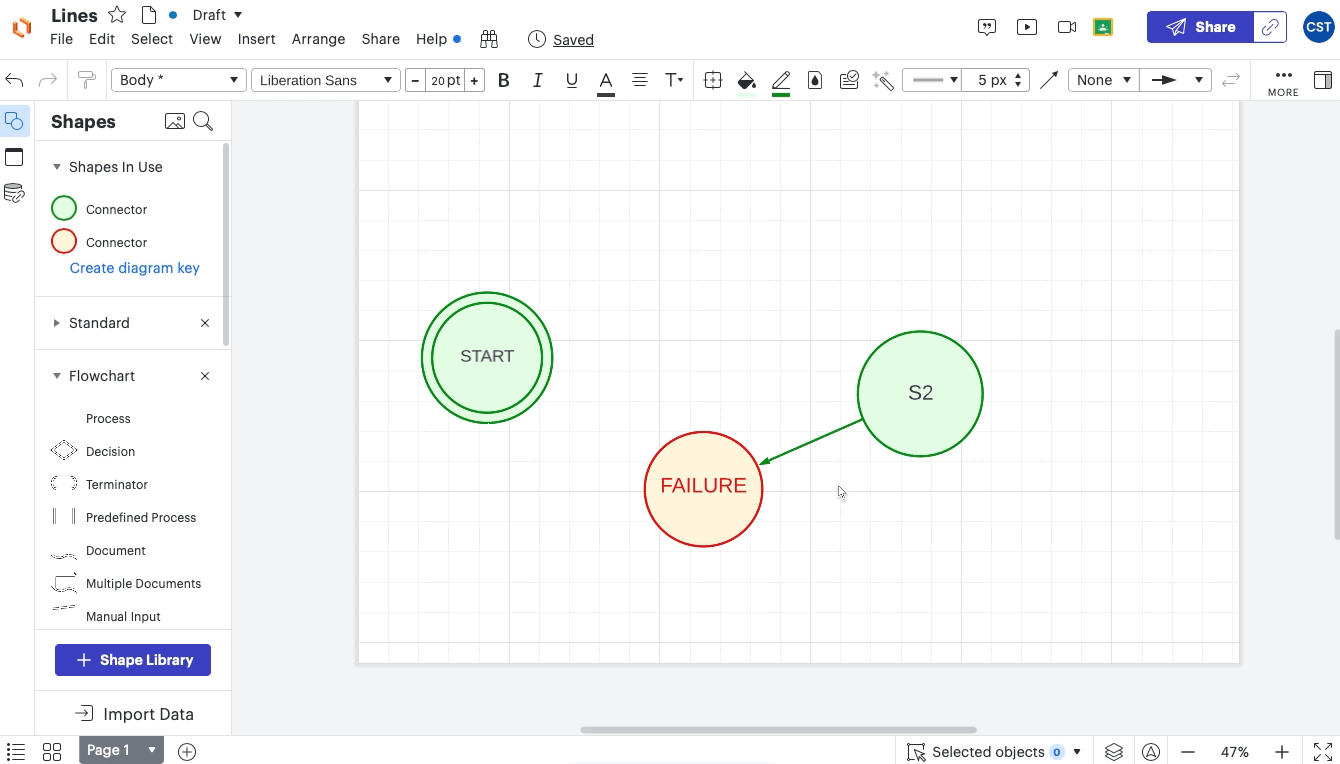 Lines
Draft
File Edit Select View Insert Arrange Share Help
Saved
Share
CST
Body *
Liberation Sans
− 20 pt +
B I U A T
5 px
None
MORE
Shapes
Shapes In Use
Connector
Connector
Create diagram key
Standard
Flowchart
Process
Decision
Terminator
Predefined Process
Document
Multiple Documents
Manual Input
+ Shape Library
Import Data
START
S2
FAILURE
Page 1
Selected objects 0
− 47% +